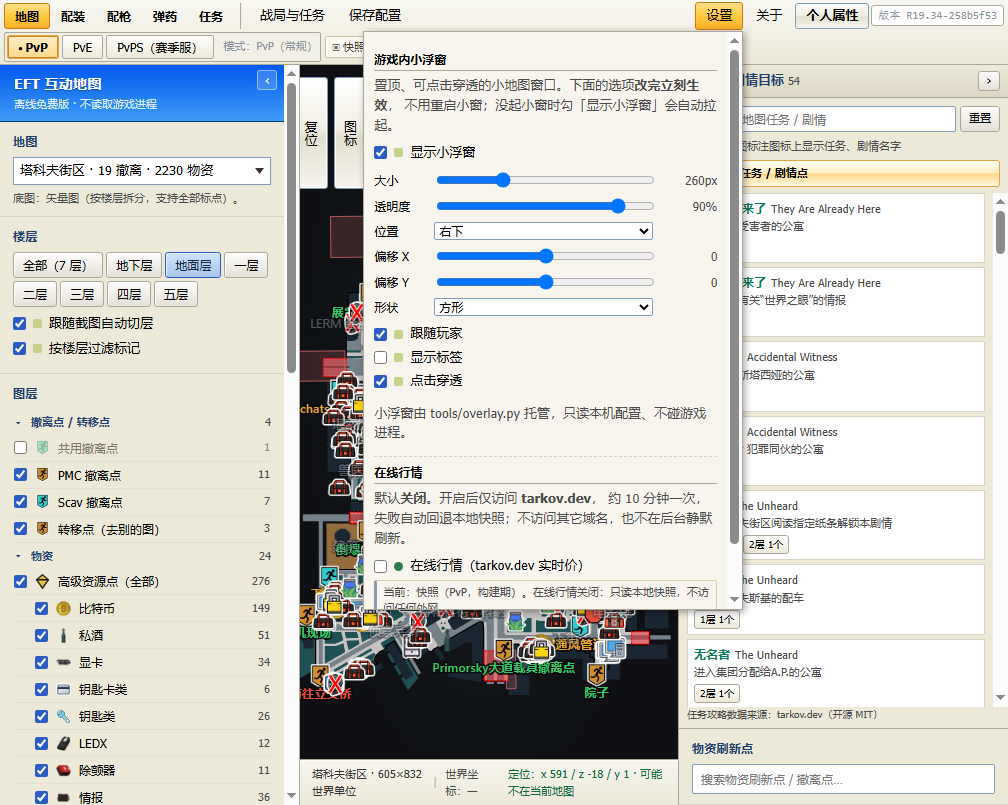 地图 配装 配枪 弹药 任务 战局与任务 保存配置 设置 关于 个人属性 版本 R19.34-258b5f53
• PvP PvE PvPS（赛季服） 模式：PvP（常规） 快照
EFT 互动地图
离线免费版 · 不读取游戏进程
地图
塔科夫街区 · 19 撤离 · 2230 物资
底图：矢量图（按楼层拆分，支持全部标点）。
楼层
全部（7 层） 地下层 地面层 一层
二层 三层 四层 五层
跟随截图自动切层
按楼层过滤标记
图层
撤离点 / 转移点 4
共用撤离点 1
PMC 撤离点 11
Scav 撤离点 7
转移点（去别的图） 3
物资 24
高级资源点（全部） 276
比特币 149
私酒 51
显卡 34
钥匙卡类 6
钥匙类 26
LEDX 12
除颤器 11
情报 36
复位
图标
LERM
chats
Primorsky大道载具撤离点
通风管
院子
游戏内小浮窗
置顶、可点击穿透的小地图窗口。下面的选项改完立刻生
效， 不用重启小窗；没起小窗时勾「显示小浮窗」会自动拉
起。
显示小浮窗
大小 260px
透明度 90%
位置 右下
偏移 X 0
偏移 Y 0
形状 方形
跟随玩家
显示标签
点击穿透
小浮窗由 tools/overlay.py 托管，只读本机配置、不碰游戏
进程。
在线行情
默认关闭。开启后仅访问 tarkov.dev， 约 10 分钟一次，
失败自动回退本地快照；不访问其它域名，也不在后台静默
刷新。
在线行情（tarkov.dev 实时价）
当前：快照（PvP，构建期）。在线行情关闭：只读本地快照，不访
问任何外网
塔科夫街区 · 605×832
世界单位
世界坐
标：—
定位：x 591 / z -18 / y 1 · 可能
不在当前地图
剧情目标 54
地图任务 / 剧情 重置
图标注图标上显示任务、剧情名字
任务 / 剧情点
来了 They Are Already Here
受害者的公寓
来了 They Are Already Here
有关“世界之眼”的情报
Accidental Witness
斯塔西娅的公寓
Accidental Witness
犯罪同伙的公寓
The Unheard
夫街区阅读指定纸条解锁本剧情
2层 1个
The Unheard
夫斯基的配车
1层 1个
无名者 The Unheard
进入集团分配给A.P.的公寓
2层 1个
任务攻略数据来源：tarkov.dev（开源 MIT）
物资刷新点
搜索物资刷新点 / 撤离点...